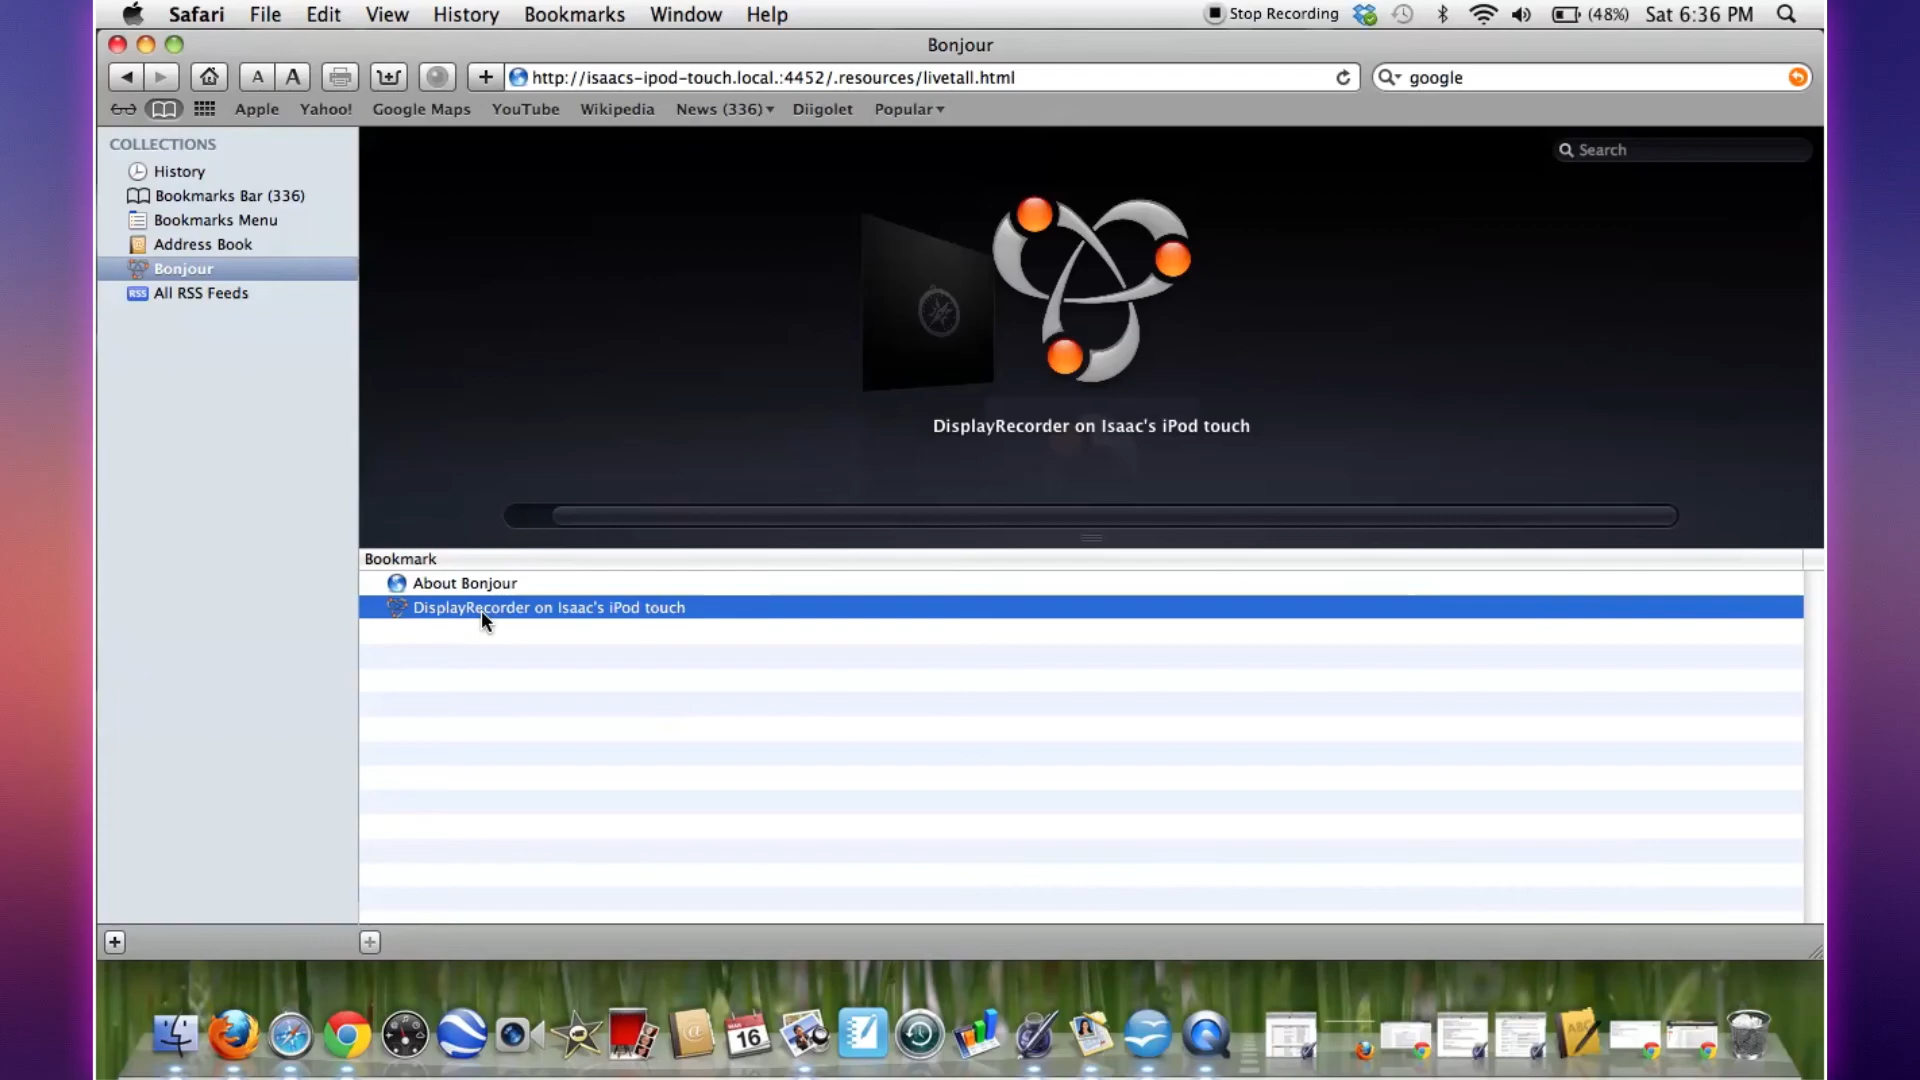 Safari File Edit View History Bookmarks Window Help Stop Recording (48%) Sat 6:36 PM
Bonjour
A A http://isaacs-ipod-touch.local.:4452/.resources/livetall.html google
Apple Yahoo! Google Maps YouTube Wikipedia News (336) Diigolet Popular
COLLECTIONS
History
Bookmarks Bar (336)
Bookmarks Menu
Address Book
Bonjour
RSS All RSS Feeds
Search
DisplayRecorder on Isaac's iPod touch
Bookmark
About Bonjour
DisplayRecorder on Isaac's iPod touch
16